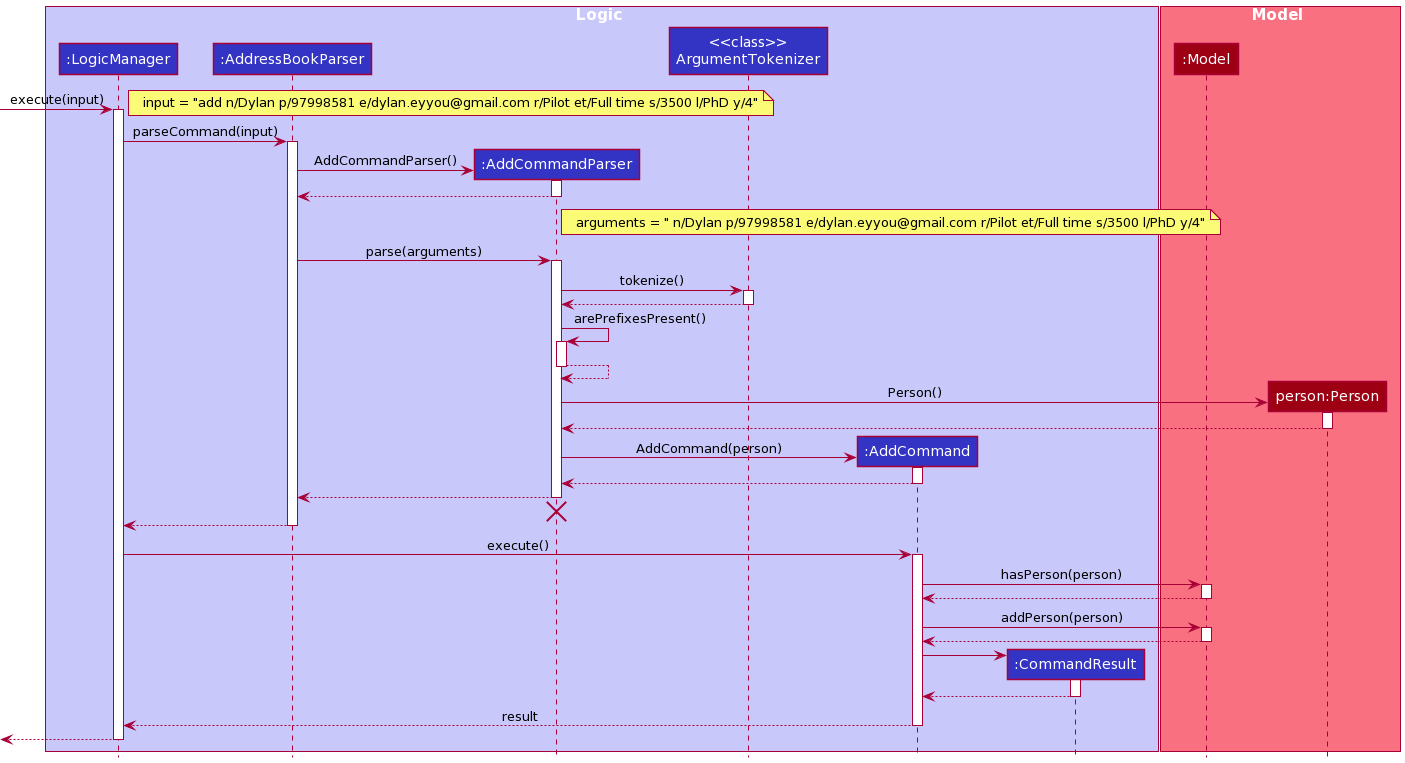 Logic
Model
<<class>>
ArgumentTokenizer
:LogicManager
:AddressBookParser
:Model
execute(input)
input = "add n/Dylan p/97998581 e/dylan.eyyou@gmail.com r/Pilot et/Full time s/3500 l/PhD y/4"
parseCommand(input)
AddCommandParser()
:AddCommandParser
arguments = " n/Dylan p/97998581 e/dylan.eyyou@gmail.com r/Pilot et/Full time s/3500 l/PhD y/4"
parse(arguments)
tokenize()
arePrefixesPresent()
Person()
person:Person
AddCommand(person)
:AddCommand
execute()
hasPerson(person)
addPerson(person)
:CommandResult
result